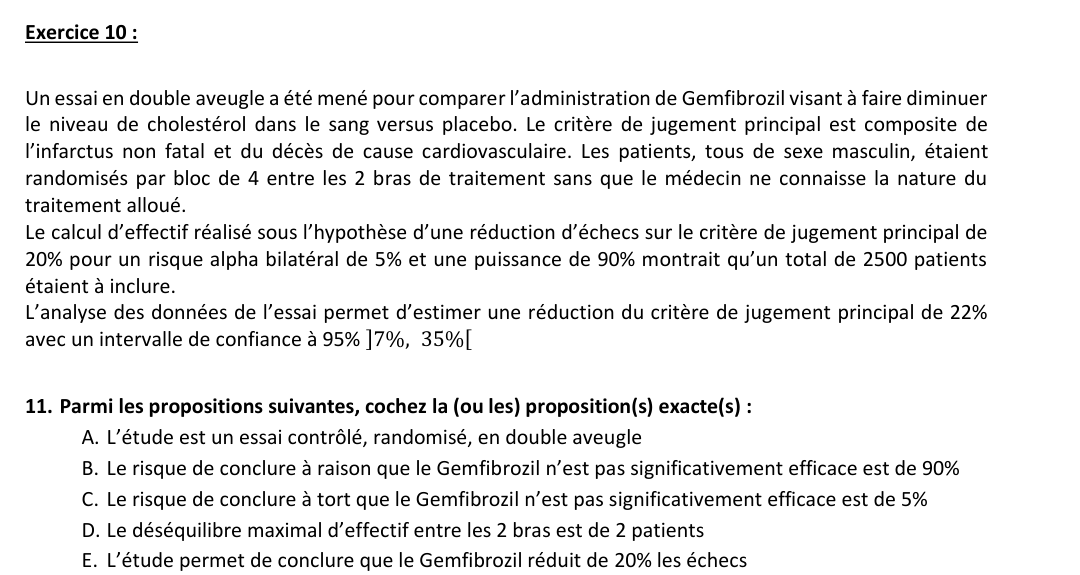 Exercice 10 :
Un essai en double aveugle a été mené pour comparer l’administration de Gemfibrozil visant à faire diminuer
le niveau de cholestérol dans le sang versus placebo. Le critère de jugement principal est composite de
l’infarctus non fatal et du décès de cause cardiovasculaire. Les patients, tous de sexe masculin, étaient
randomisés par bloc de 4 entre les 2 bras de traitement sans que le médecin ne connaisse la nature du
traitement alloué.
Le calcul d’effectif réalisé sous l’hypothèse d’une réduction d’échecs sur le critère de jugement principal de
20% pour un risque alpha bilatéral de 5% et une puissance de 90% montrait qu’un total de 2500 patients
étaient à inclure.
L’analyse des données de l’essai permet d’estimer une réduction du critère de jugement principal de 22%
avec un intervalle de confiance à 95% ]7%, 35%[
11. Parmi les propositions suivantes, cochez la (ou les) proposition(s) exacte(s) :
A. L’étude est un essai contrôlé, randomisé, en double aveugle
B. Le risque de conclure à raison que le Gemfibrozil n’est pas significativement efficace est de 90%
C. Le risque de conclure à tort que le Gemfibrozil n’est pas significativement efficace est de 5%
D. Le déséquilibre maximal d’effectif entre les 2 bras est de 2 patients
E. L’étude permet de conclure que le Gemfibrozil réduit de 20% les échecs